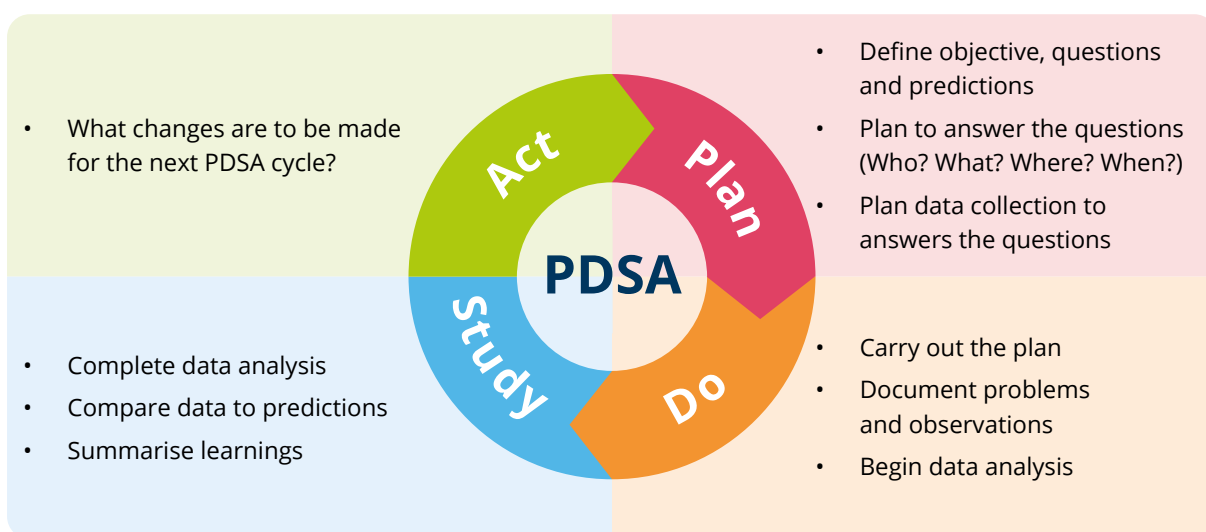 • What changes are to be made
for the next PDSA cycle?
Act
Plan
• Define objective, questions
and predictions
• Plan to answer the questions
(Who? What? Where? When?)
• Plan data collection to
answers the questions
PDSA
Study
• Complete data analysis
• Compare data to predictions
• Summarise learnings
Do
• Carry out the plan
• Document problems
and observations
• Begin data analysis